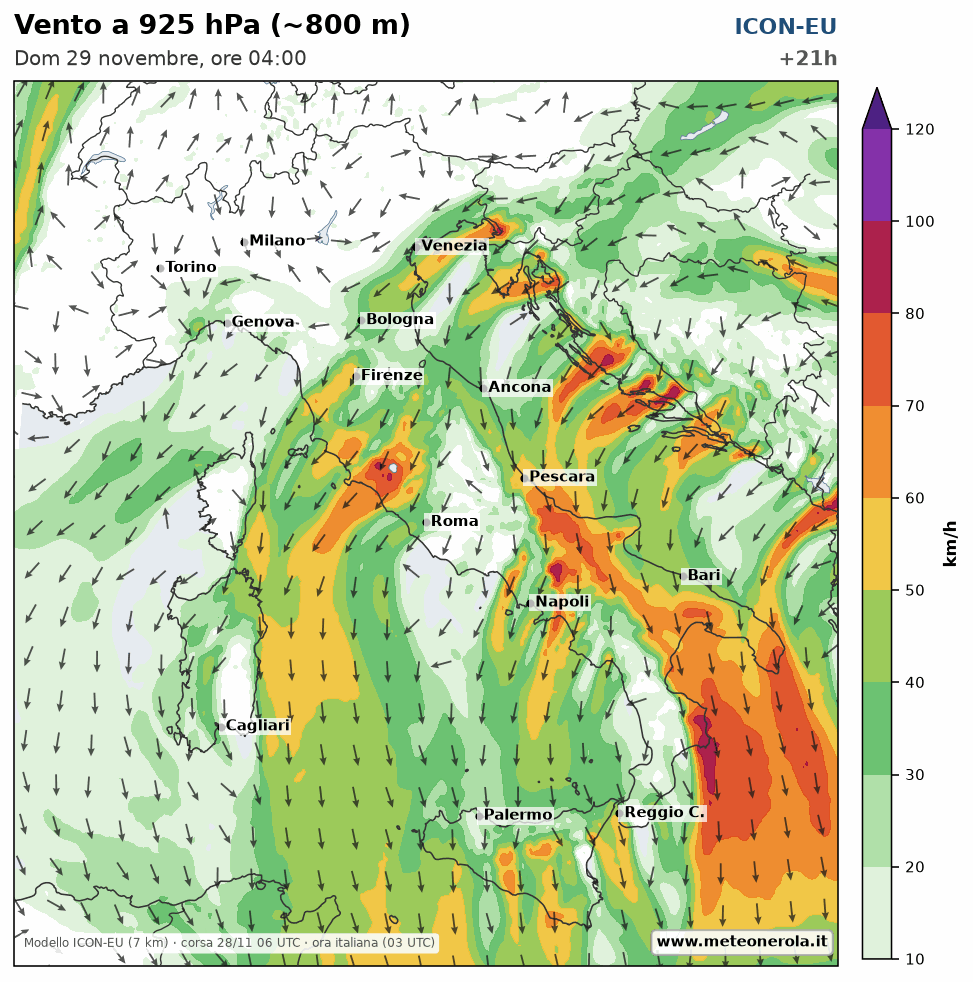 Vento a 925 hPa (~800 m)
ICON-EU
Dom 29 novembre, ore 04:00
+21h
120
100
80
70
60
50
40
30
20
10
km/h
Venezia
Milano
Torino
Genova
Bologna
Firenze
Ancona
Pescara
Roma
Bari
Napoli
Cagliari
Palermo
Reggio C.
Modello ICON-EU (7 km) · corsa 28/11 06 UTC · ora italiana (03 UTC)
www.meteonerola.it